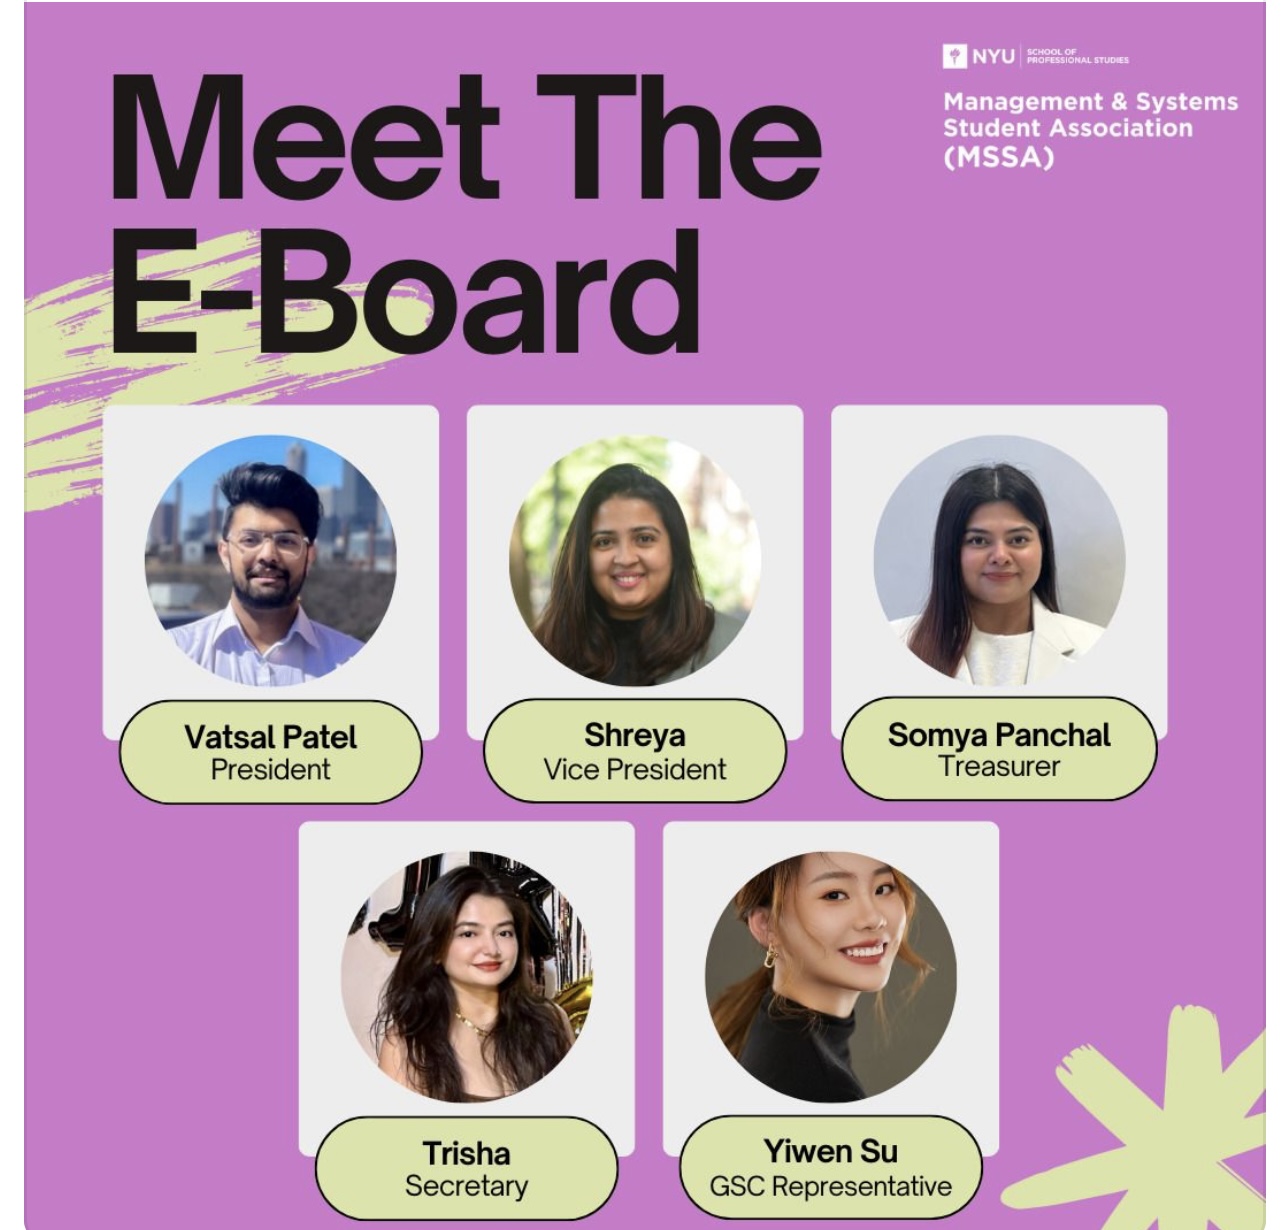 Meet The
E-Board
NYU SCHOOL OF
PROFESSIONAL STUDIES
Management & Systems
Student Association
(MSSA)
Vatsal Patel
President
Shreya
Vice President
Somya Panchal
Treasurer
Trisha
Secretary
Yiwen Su
GSC Representative